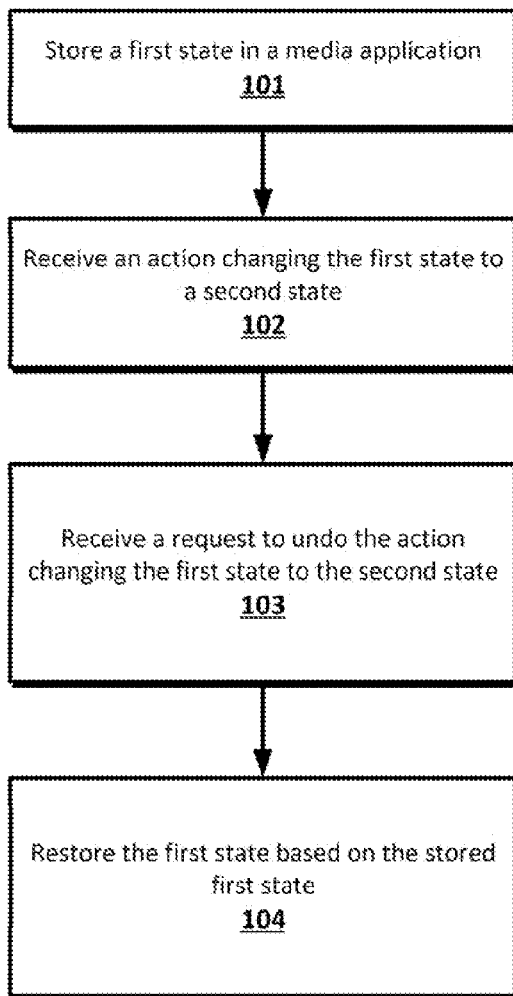 Store a first state in a media application
101
Receive an action changing the first state to
a second state
102
Receive a request to undo the action
changing the first state to the second state
103
Restore the first state based on the stored
first state
104